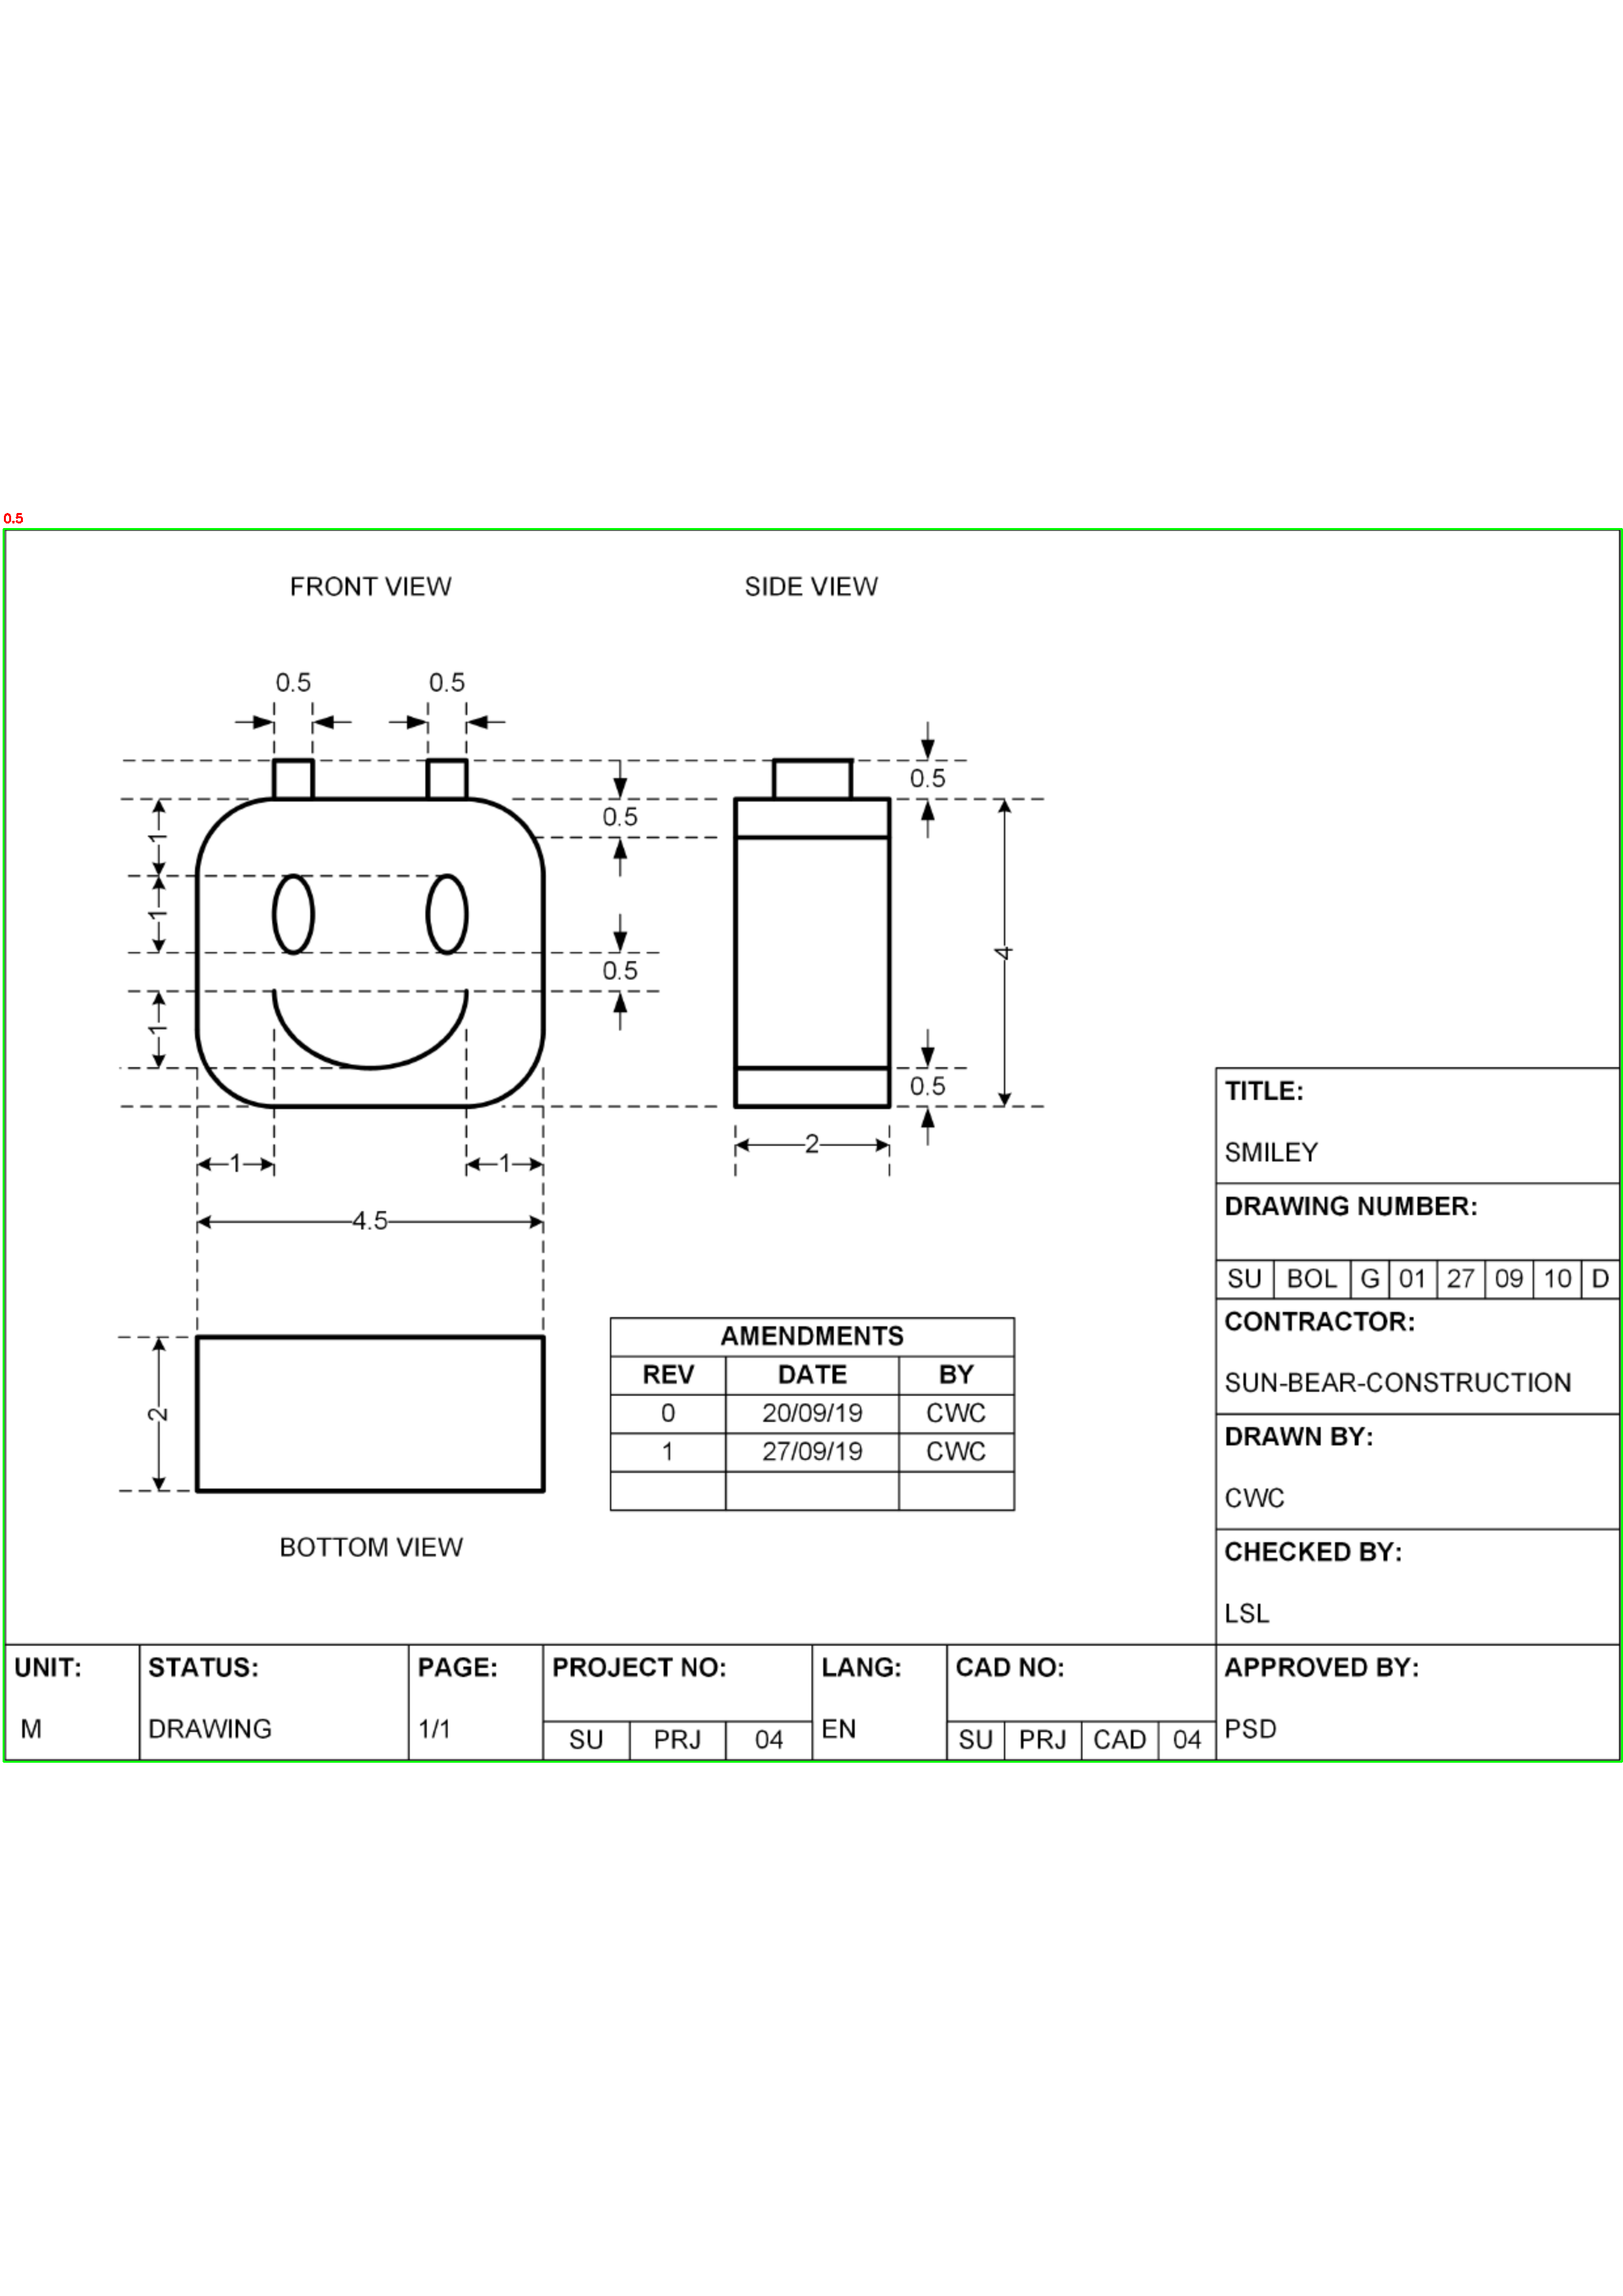 0.5
FRONT VIEW
SIDE VIEW
0.5 0.5
0.5
0.5
1
1
0.5
4
1
0.5
2
1 1
4.5
2
BOTTOM VIEW
AMENDMENTS
REV DATE BY
0 20/09/19 CWC
1 27/09/19 CWC
TITLE:
SMILEY
DRAWING NUMBER:
SU BOL G 01 27 09 10 D
CONTRACTOR:
SUN-BEAR-CONSTRUCTION
DRAWN BY:
CWC
CHECKED BY:
LSL
UNIT: STATUS: PAGE: PROJECT NO: LANG: CAD NO: APPROVED BY:
M DRAWING 1/1 SU PRJ 04 EN SU PRJ CAD 04 PSD